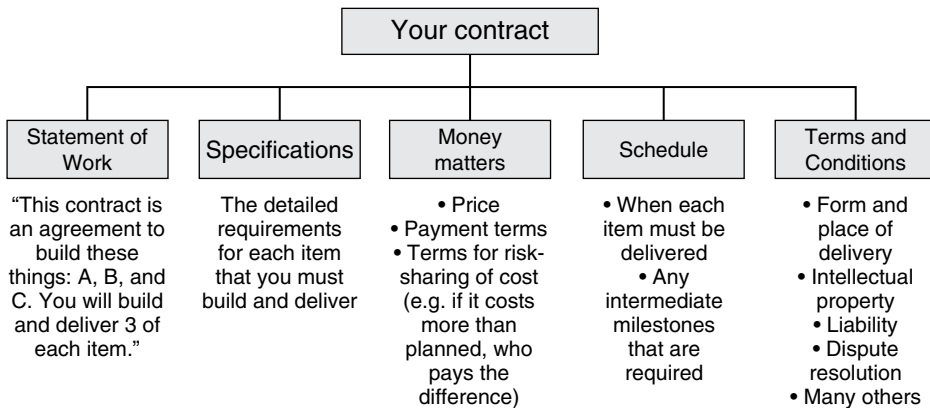 Your contract
Statement of
Work
Specifications
Money
matters
Schedule
Terms and
Conditions
“This contract is
an agreement to
build these
things: A, B, and
C. You will build
and deliver 3 of
each item.”
The detailed
requirements
for each item
that you must
build and deliver
• Price
• Payment terms
• Terms for risk-
sharing of cost
(e.g. if it costs
more than
planned, who
pays the
difference)
• When each
item must be
delivered
• Any
intermediate
milestones
that are
required
• Form and
place of
delivery
• Intellectual
property
• Liability
• Dispute
resolution
• Many others